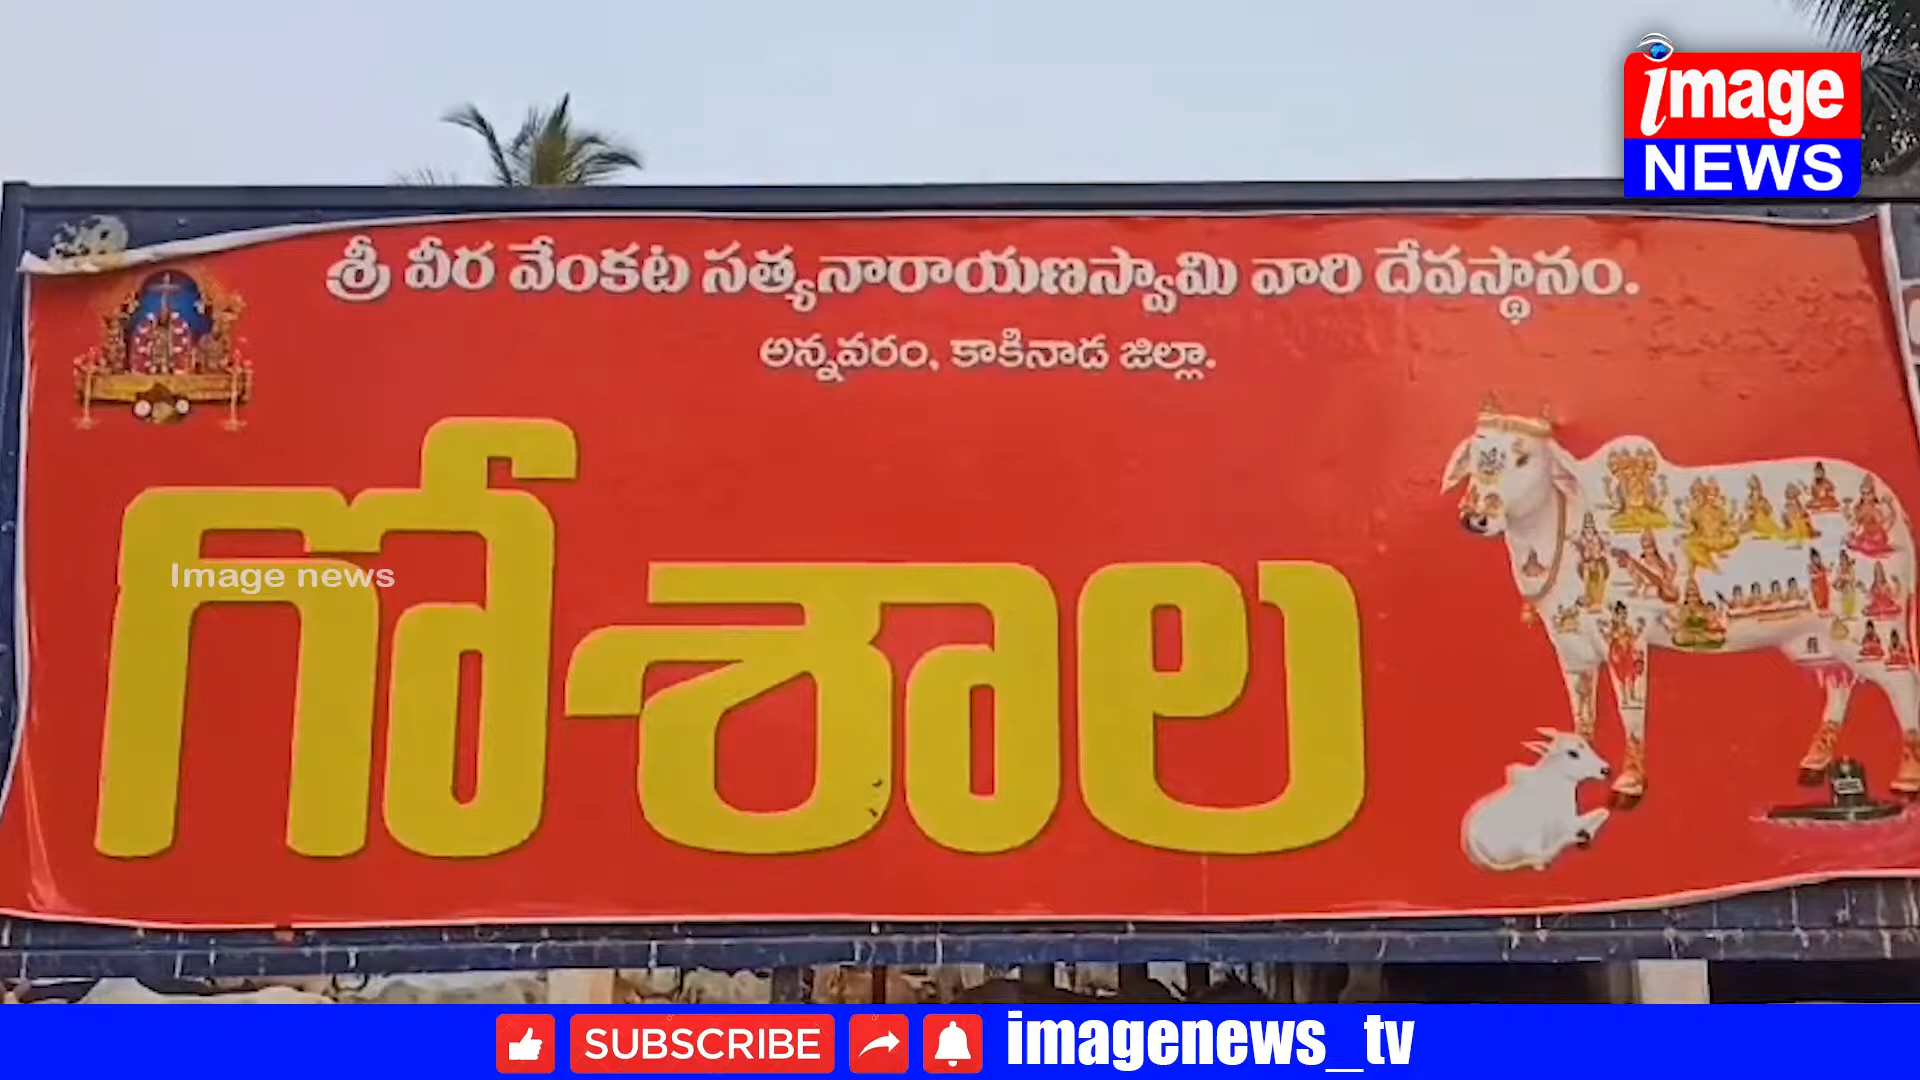 image
NEWS
శ్రీ వీర వేంకట సత్యనారాయణస్వామి వారి దేవస్థానం.
అన్నవరం, కాకినాడ జిల్లా.
గోశాల
Image news
SUBSCRIBE imagenews_tv